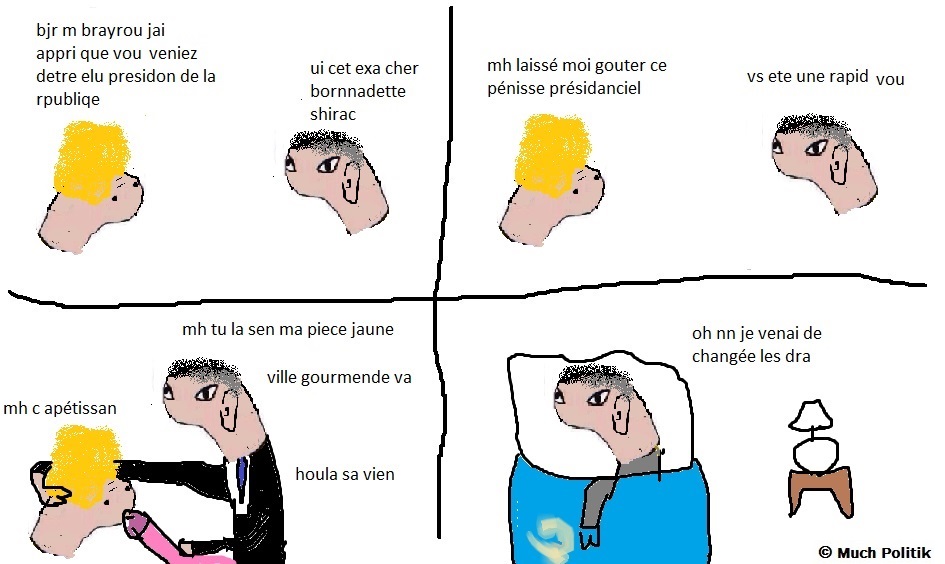 bjr m brayrou jai
appri que vou veniez
detre elu presidon de la
rpubliqe
ui cet exa cher
bornnadette
shirac
mh laissé moi gouter ce
pénisse présidanciel
vs ete une rapid vou
mh tu la sen ma piece jaune
ville gourmende va
mh c apétissan
houla sa vien
oh nn je venai de
changée les dra
© Much Politik